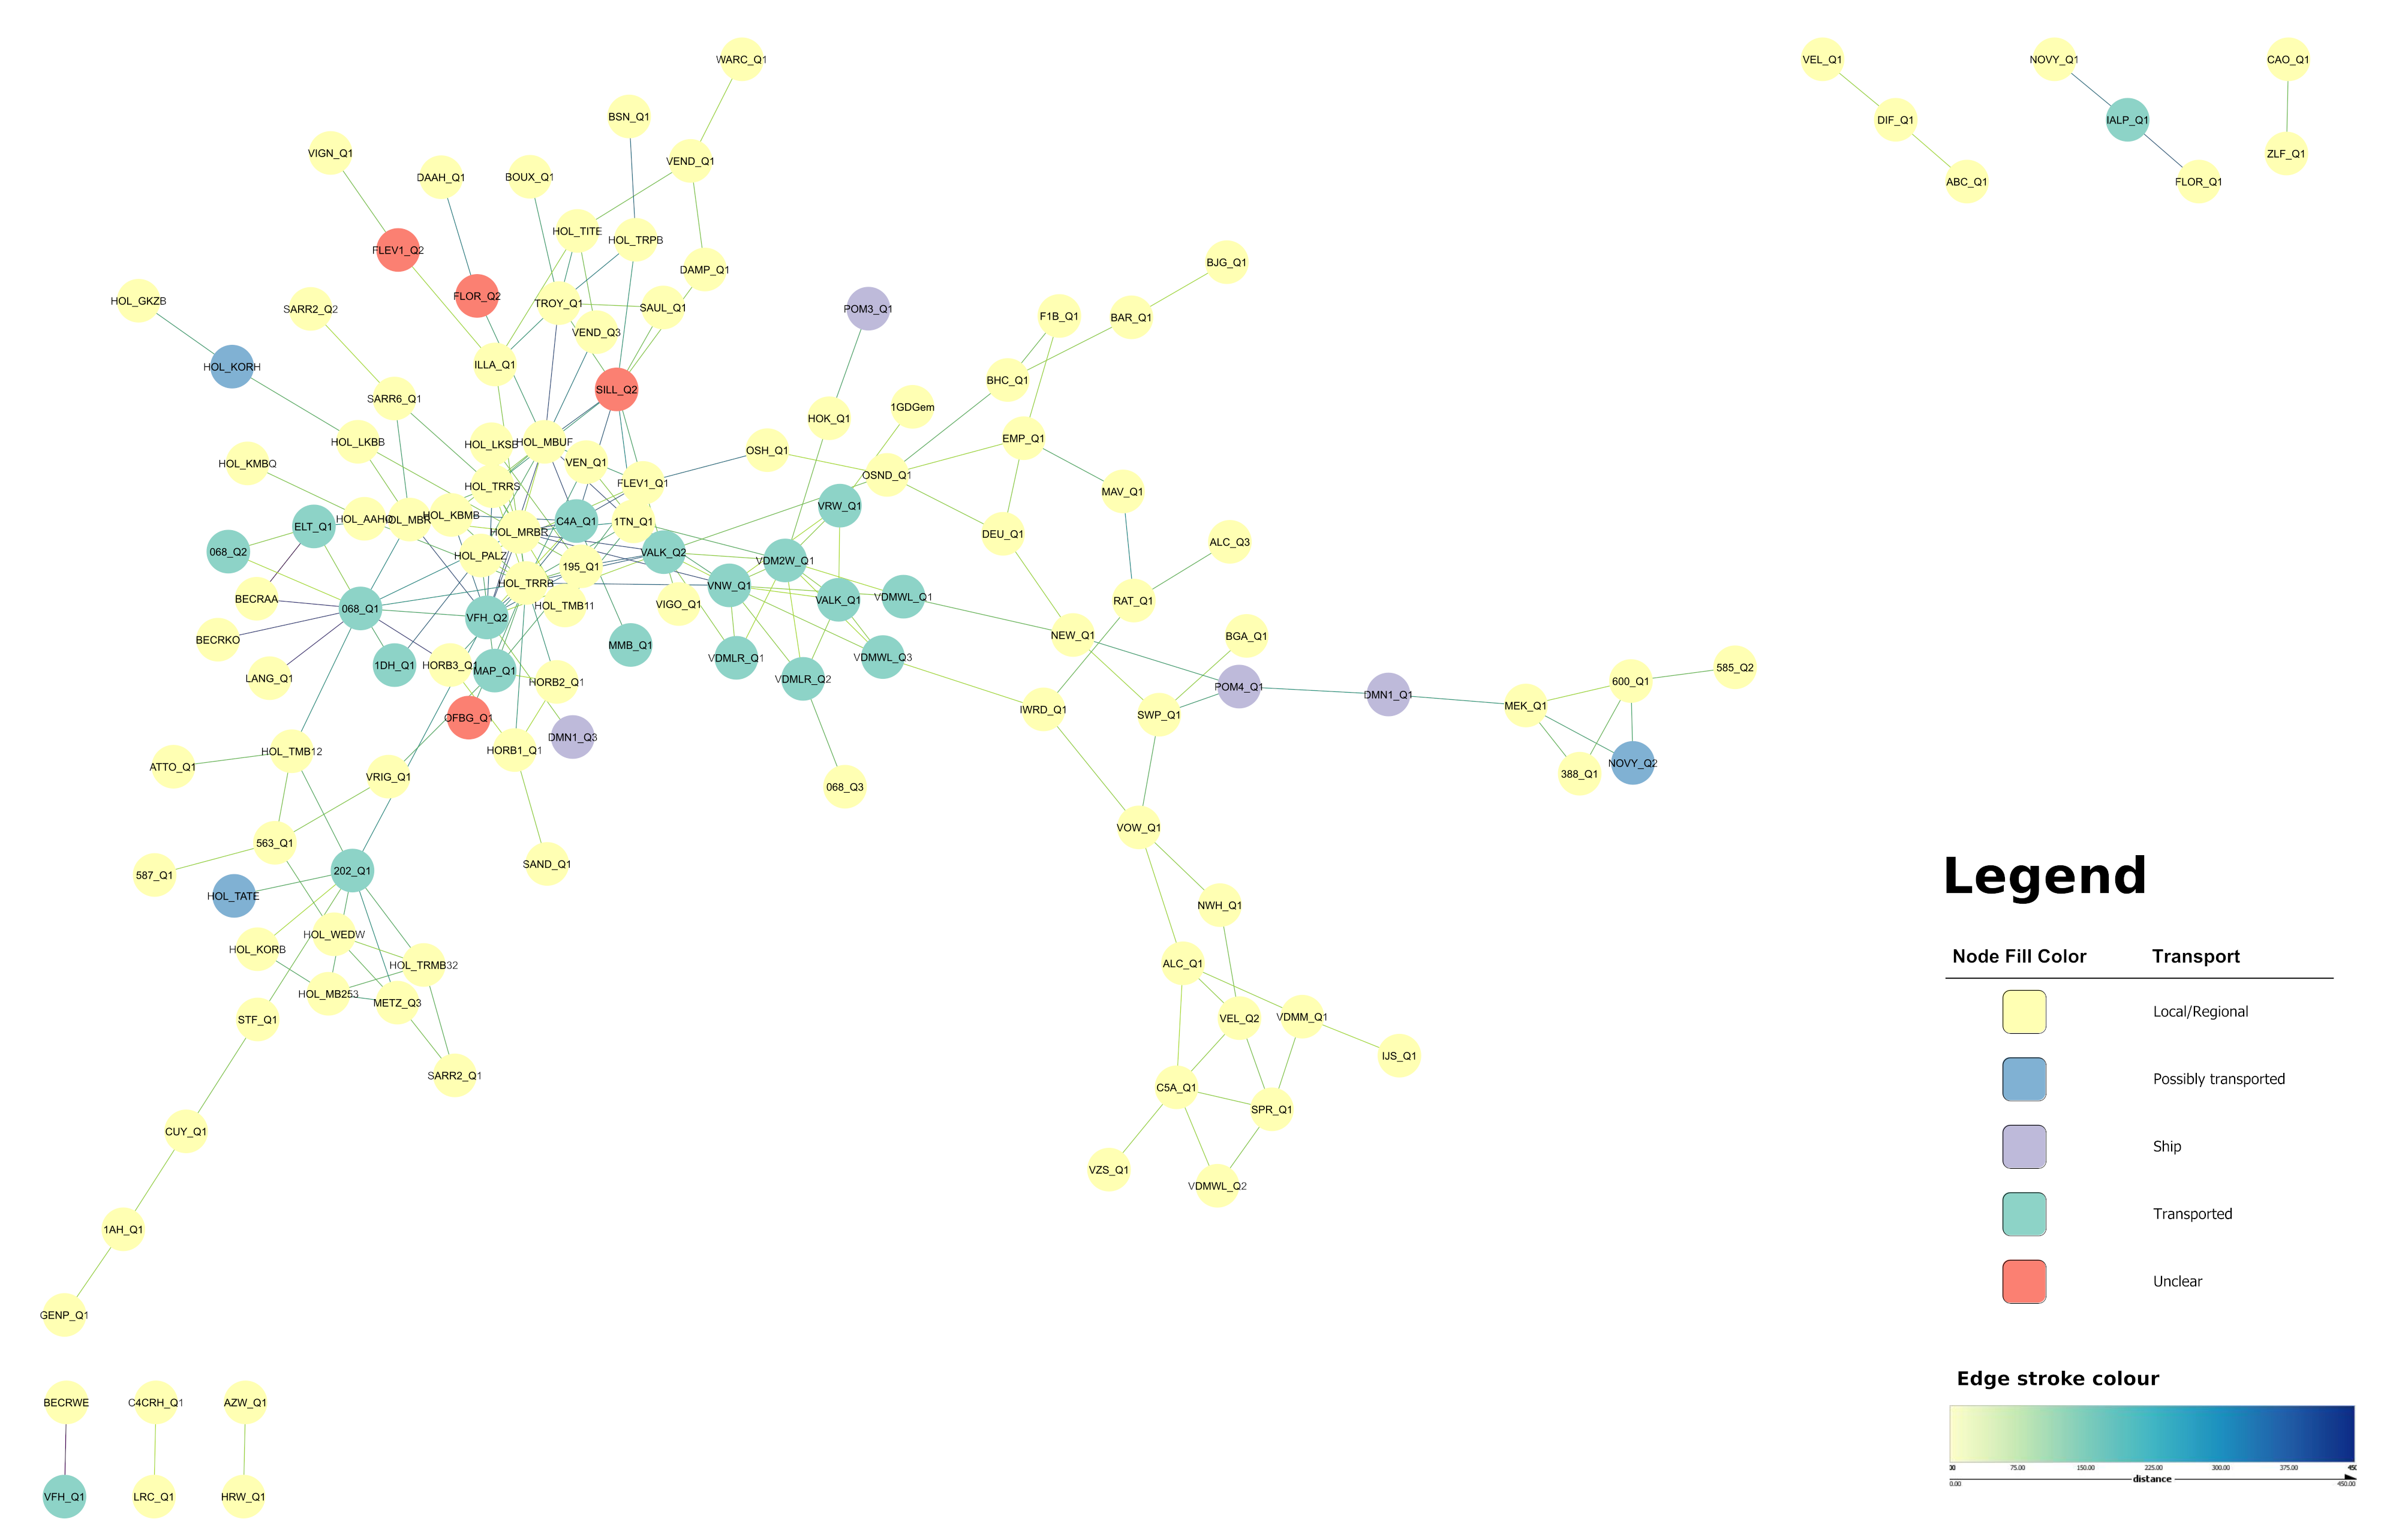 WARC_Q1
VEL_Q1
NOVY_Q1
CAO_Q1
BSN_Q1
DIF_Q1
IALP_Q1
VIGN_Q1
VEND_Q1
ZLF_Q1
DAAH_Q1
BOUX_Q1
ABC_Q1
FLOR_Q1
HOL_TITE
HOL_TRPB
FLEV1_Q2
DAMP_Q1
BJG_Q1
FLOR_Q2
HOL_GKZB
SARR2_Q2
TROY_Q1
SAUL_Q1
POM3_Q1
F1B_Q1
BAR_Q1
VEND_Q3
HOL_KORH
ILLA_Q1
BHC_Q1
SILL_Q2
SARR6_Q1
1GDGem
HOK_Q1
EMP_Q1
HOL_LKBB
HOL_LKSE
HOL_MBUF
OSH_Q1
HOL_KMBQ
VEN_Q1
OSND_Q1
FLEV1_Q1
HOL_TRRS
MAV_Q1
VRW_Q1
HOL_KBMB
HOL_AAHO
OL_MBR
C4A_Q1
1TN_Q1
ELT_Q1
HOL_MRBR
DEU_Q1
ALC_Q3
068_Q2
HOL_PALZ
VALK_Q2
VDM2W_Q1
195_Q1
HOL_TRRB
VNW_Q1
BECRAA
VALK_Q1
VDMWL_Q1
RAT_Q1
068_Q1
HOL_TMB11
VIGO_Q1
VFH_Q2
BECRKO
NEW_Q1
BGA_Q1
MMB_Q1
VDMLR_Q1
VDMWL_Q3
1DH_Q1
HORB3_Q1
MAP_Q1
585_Q2
LANG_Q1
HORB2_Q1
VDMLR_Q2
600_Q1
POM4_Q1
DMN1_Q1
MEK_Q1
IWRD_Q1
SWP_Q1
OFBG_Q1
DMN1_Q3
HOL_TMB12
HORB1_Q1
ATTO_Q1
VRIG_Q1
068_Q3
NOVY_Q2
388_Q1
VOW_Q1
563_Q1
SAND_Q1
587_Q1
202_Q1
HOL_TATE
NWH_Q1
HOL_WEDW
HOL_KORB
HOL_TRMB32
ALC_Q1
HOL_MB253
METZ_Q3
STF_Q1
VEL_Q2
VDMM_Q1
IJS_Q1
SARR2_Q1
C5A_Q1
SPR_Q1
CUY_Q1
VZS_Q1
VDMWL_Q2
1AH_Q1
GENP_Q1
BECRWE
C4CRH_Q1
AZW_Q1
VFH_Q1
LRC_Q1
HRW_Q1
Legend
Node Fill Color Transport
Local/Regional
Possibly transported
Ship
Transported
Unclear
Edge stroke colour
75.00 150.00 225.00 300.00 375.00
distance
0.00 450.00